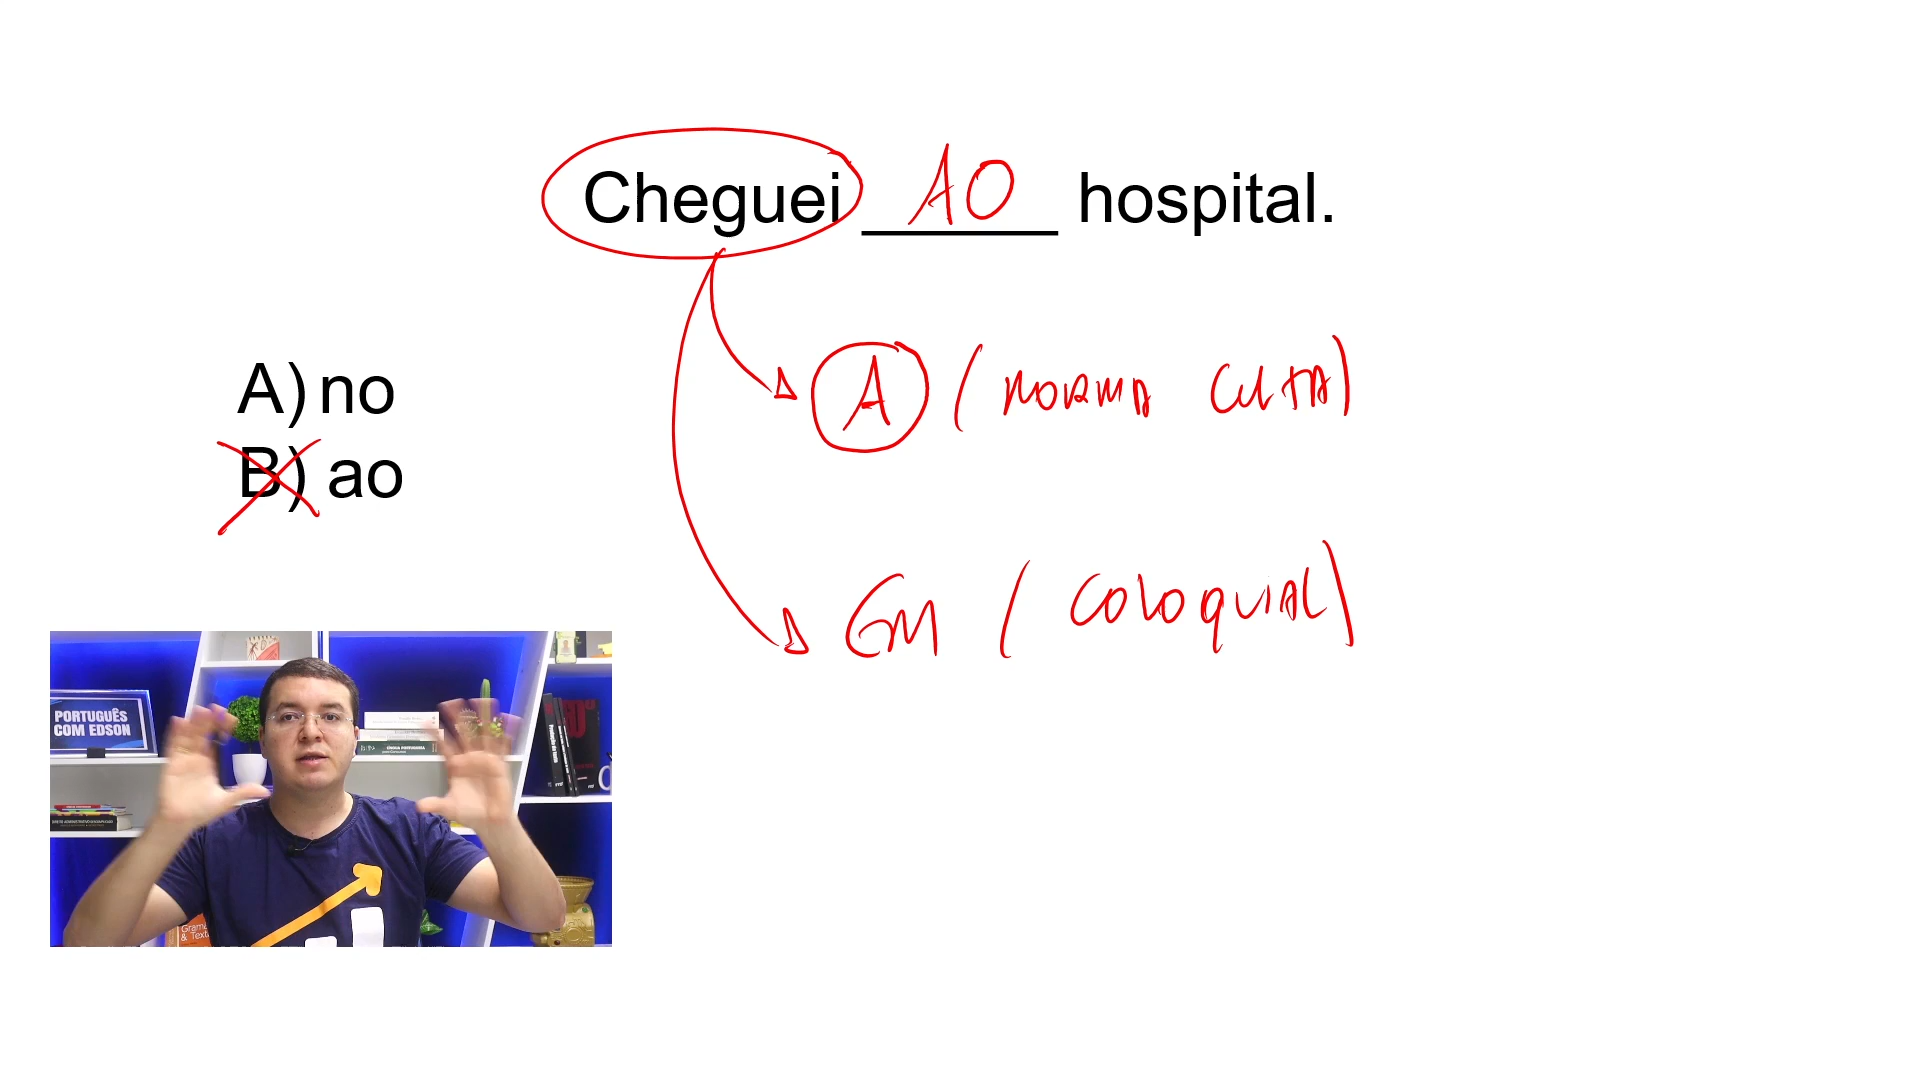 Cheguei AO hospital.
A) no
A (NORMA CULTA)
B) ao
EM (COLOQUIAL)
PORTUGUÊS
COM EDSON